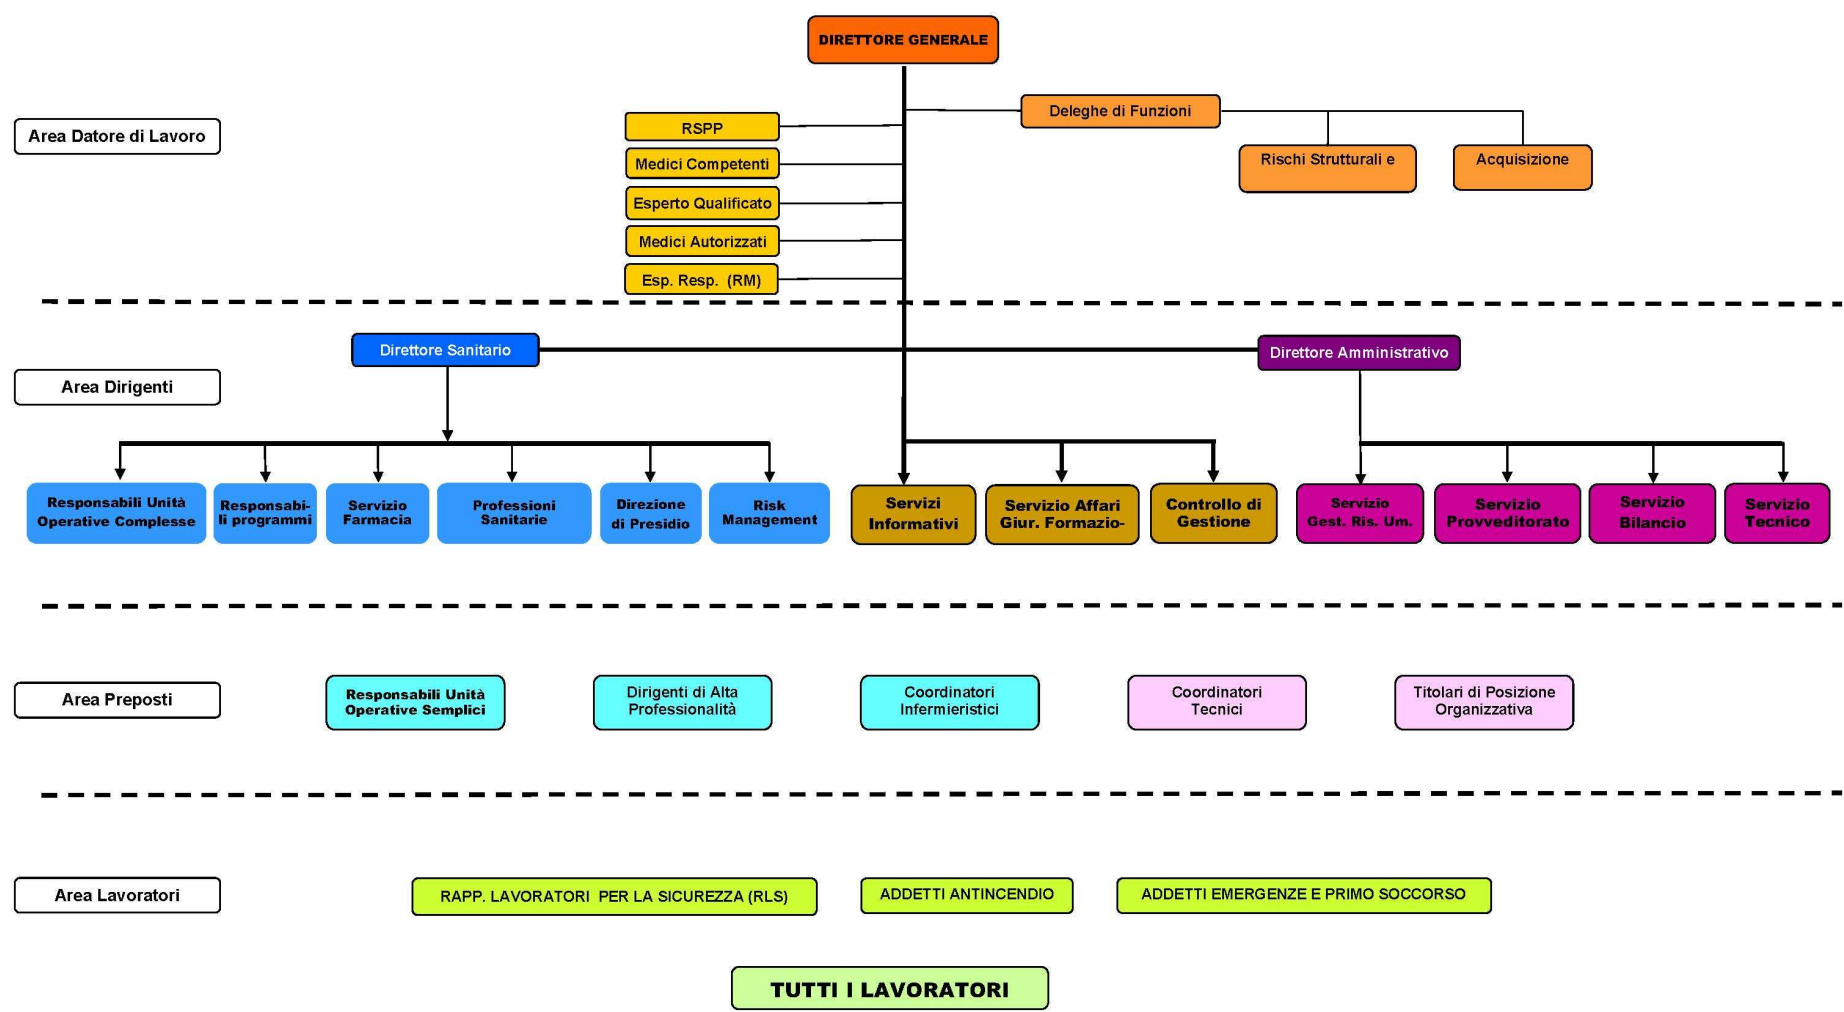 DIRETTORE GENERALE
Area Datore di Lavoro
Deleghe di Funzioni
RSPP
Medici Competenti
Rischi Strutturali e
Acquisizione
Esperto Qualificato
Medici Autorizzati
Esp. Resp. (RM)
Direttore Sanitario
Direttore Amministrativo
Area Dirigenti
Responsabili Unità
Operative Complesse
Responsabi-
li programmi
Servizio
Farmacia
Professioni
Sanitarie
Direzione
di Presidio
Risk
Management
Servizi
Informativi
Servizio Affari
Giur. Formazio-
Controllo di
Gestione
Servizio
Gest. Ris. Um.
Servizio
Provveditorato
Servizio
Bilancio
Servizio
Tecnico
Area Preposti
Responsabili Unità
Operative Semplici
Dirigenti di Alta
Professionalità
Coordinatori
Infermieristici
Coordinatori
Tecnici
Titolari di Posizione
Organizzativa
Area Lavoratori
RAPP. LAVORATORI PER LA SICUREZZA (RLS)
ADDETTI ANTINCENDIO
ADDETTI EMERGENZE E PRIMO SOCCORSO
TUTTI I LAVORATORI